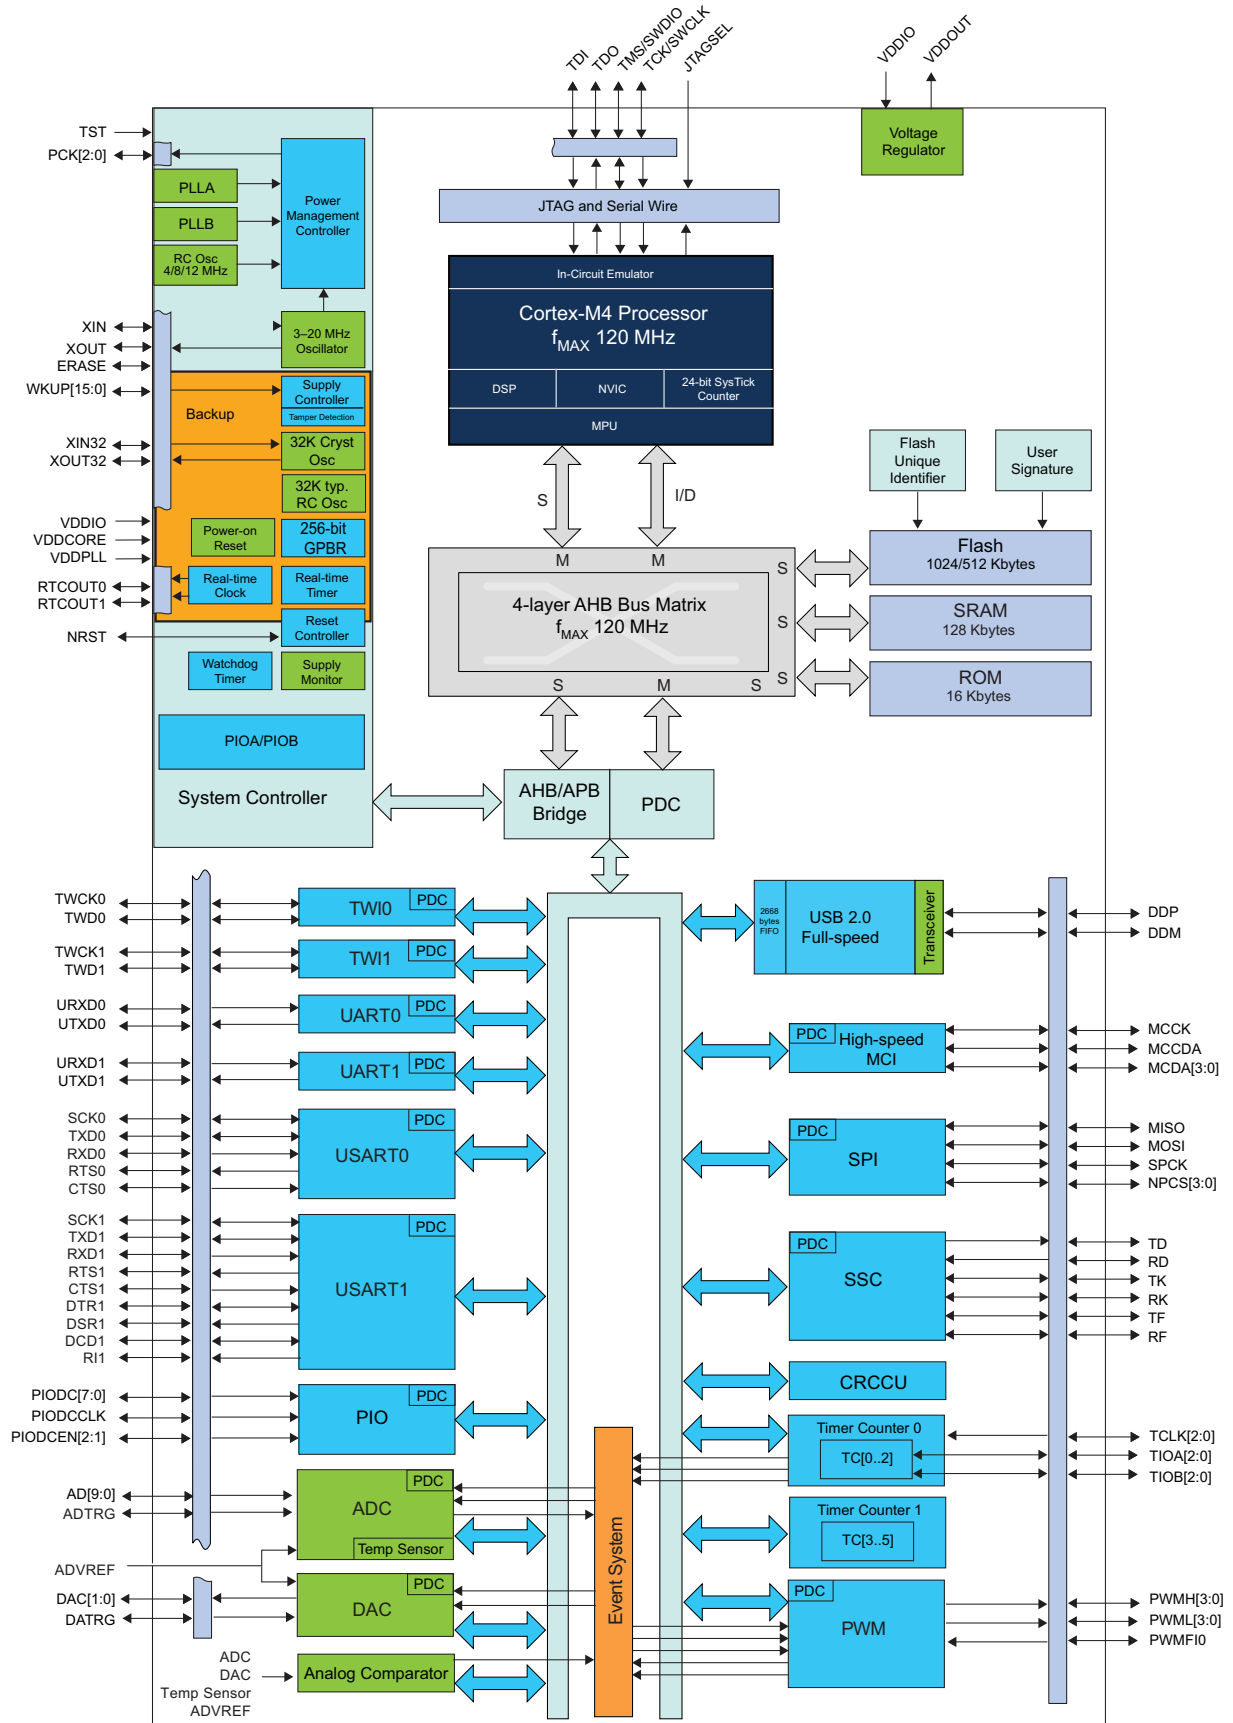 TDI
TDO
TMS/SWDIO
TCK/SWCLK
JTAGSEL
VDDIO
VDDOUT
TST
PCK[2:0]
PLLA
PLLB
RC Osc
4/8/12 MHz
Power
Management
Controller
Voltage
Regulator
JTAG and Serial Wire
In-Circuit Emulator
Cortex-M4 Processor
fMAX 120 MHz
DSP
NVIC
24-bit SysTick
Counter
MPU
XIN
XOUT
ERASE
WKUP[15:0]
XIN32
XOUT32
VDDIO
VDDCORE
VDDPLL
RTCOUT0
RTCOUT1
NRST
3–20 MHz
Oscillator
Backup
Supply
Controller
Tamper Detection
32K Cryst
Osc
32K typ.
RC Osc
Power-on
Reset
256-bit
GPBR
Real-time
Clock
Real-time
Timer
Reset
Controller
Watchdog
Timer
Supply
Monitor
PIOA/PIOB
System Controller
S
I/D
M
M
S
S
S
S
M
S
4-layer AHB Bus Matrix
fMAX 120 MHz
Flash
Unique
Identifier
User
Signature
Flash
1024/512 Kbytes
SRAM
128 Kbytes
ROM
16 Kbytes
AHB/APB
Bridge
PDC
TWCK0
TWD0
TWI0
PDC
TWCK1
TWD1
TWI1
PDC
URXD0
UTXD0
UART0
PDC
URXD1
UTXD1
UART1
PDC
SCK0
TXD0
RXD0
RTS0
CTS0
USART0
PDC
SCK1
TXD1
RXD1
RTS1
CTS1
DTR1
DSR1
DCD1
RI1
USART1
PDC
PIODC[7:0]
PIODCCLK
PIODCEN[2:1]
PIO
PDC
AD[9:0]
ADTRG
ADC
PDC
Temp Sensor
ADVREF
DAC[1:0]
DATRG
DAC
PDC
ADC
DAC
Temp Sensor
ADVREF
Analog Comparator
Event System
2668
bytes
FIFO
USB 2.0
Full-speed
Transceiver
DDP
DDM
PDC
High-speed
MCI
MCCK
MCCDA
MCDA[3:0]
PDC
SPI
MISO
MOSI
SPCK
NPCS[3:0]
PDC
SSC
TD
RD
TK
RK
TF
RF
CRCCU
Timer Counter 0
TC[0..2]
TCLK[2:0]
TIOA[2:0]
TIOB[2:0]
Timer Counter 1
TC[3..5]
PDC
PWM
PWMH[3:0]
PWML[3:0]
PWMFI0